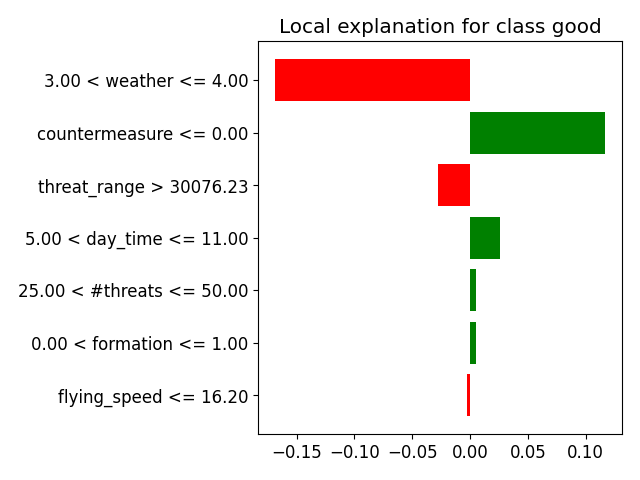 Local explanation for class good
3.00 < weather <= 4.00
countermeasure <= 0.00
threat_range > 30076.23
5.00 < day_time <= 11.00
25.00 < #threats <= 50.00
0.00 < formation <= 1.00
flying_speed <= 16.20
−0.15 −0.10 −0.05 0.00 0.05 0.10